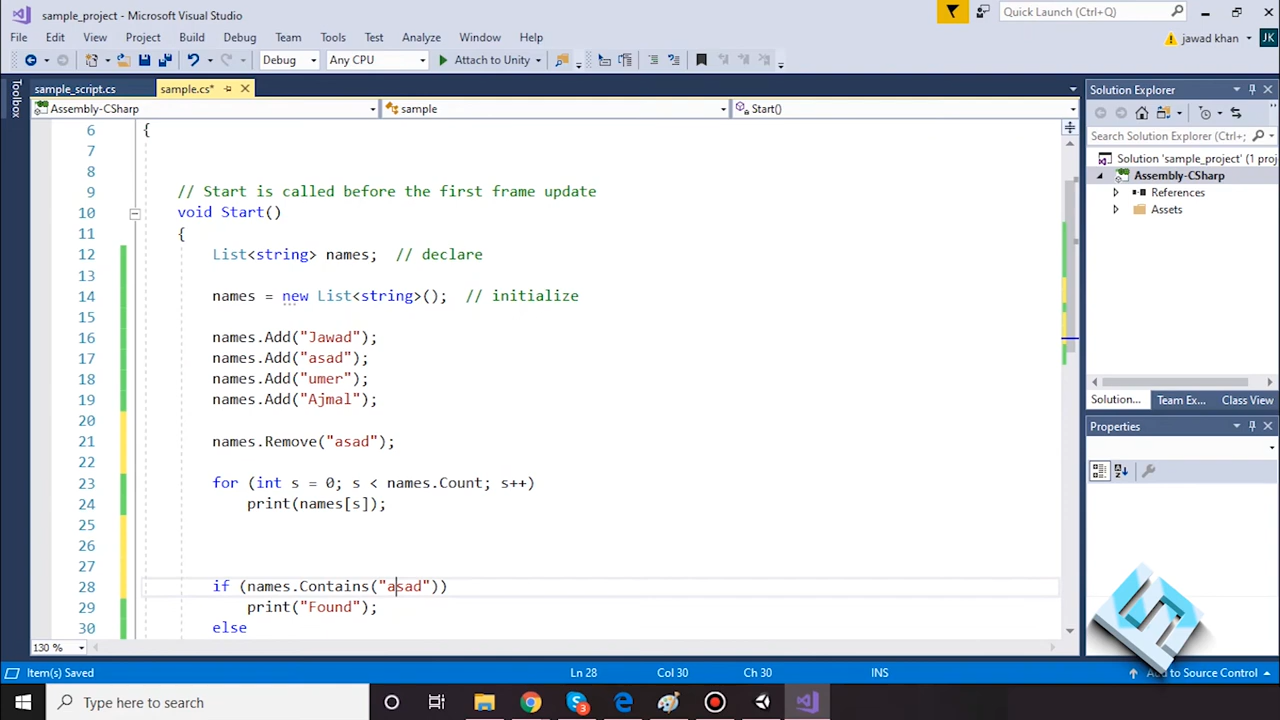 sample_project - Microsoft Visual Studio
Quick Launch (Ctrl+Q)
File Edit View Project Build Debug Team Tools Test Analyze Window Help
jawad khan JK
Debug Any CPU Attach to Unity
Toolbox
sample_script.cs sample.cs*
Assembly-CSharp sample Start()
6 {
7
8
9 // Start is called before the first frame update
10 void Start()
11 {
12 List<string> names; // declare
13
14 names = new List<string>(); // initialize
15
16 names.Add("Jawad");
17 names.Add("asad");
18 names.Add("umer");
19 names.Add("Ajmal");
20
21 names.Remove("asad");
22
23 for (int s = 0; s < names.Count; s++)
24 print(names[s]);
25
26
27
28 if (names.Contains("asad"))
29 print("Found");
30 else
130 %
Solution Explorer
Search Solution Explorer (Ctrl+;
Solution 'sample_project' (1 proj
Assembly-CSharp
References
Assets
Solution... Team Ex... Class View
Properties
Item(s) Saved Ln 28 Col 30 Ch 30 INS Add to Source Control
Type here to search
3